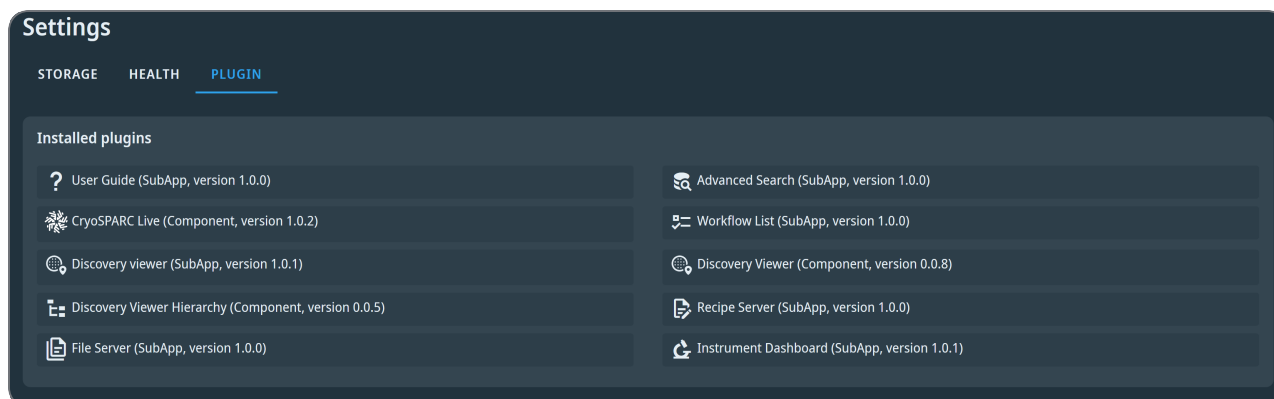 Settings
STORAGE HEALTH PLUGIN
Installed plugins
User Guide (SubApp, version 1.0.0)
Advanced Search (SubApp, version 1.0.0)
CryoSPARC Live (Component, version 1.0.2)
Workflow List (SubApp, version 1.0.0)
Discovery viewer (SubApp, version 1.0.1)
Discovery Viewer (Component, version 0.0.8)
Discovery Viewer Hierarchy (Component, version 0.0.5)
Recipe Server (SubApp, version 1.0.0)
File Server (SubApp, version 1.0.0)
Instrument Dashboard (SubApp, version 1.0.1)